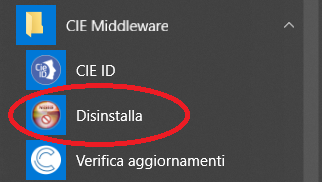 CIE Middleware
CIE ID
Disinstalla
Verifica aggiornamenti